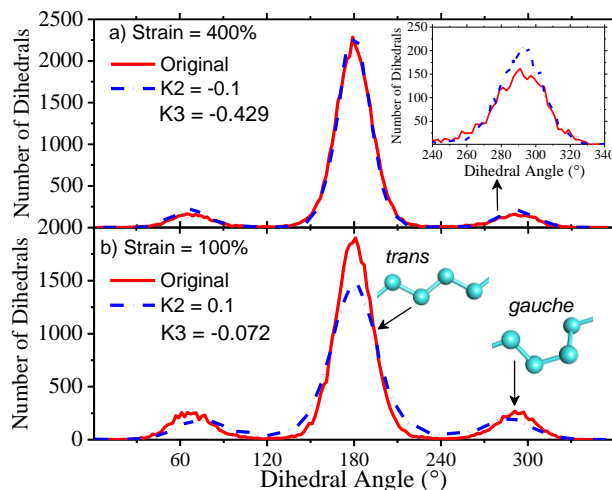 a) Strain = 400%
Original
K2 = -0.1
K3 = -0.429
Number of Dihedrals
2500
2000
1500
1000
500
2000
250
200
150
100
50
0
240 260 280 300 320 340
Dihedral Angle (°)
Number of Dihedrals
b) Strain = 100%
Original
K2 = 0.1
K3 = -0.072
trans
gauche
Number of Dihedrals
1500
1000
500
0
60 120 180 240 300
Dihedral Angle (°)